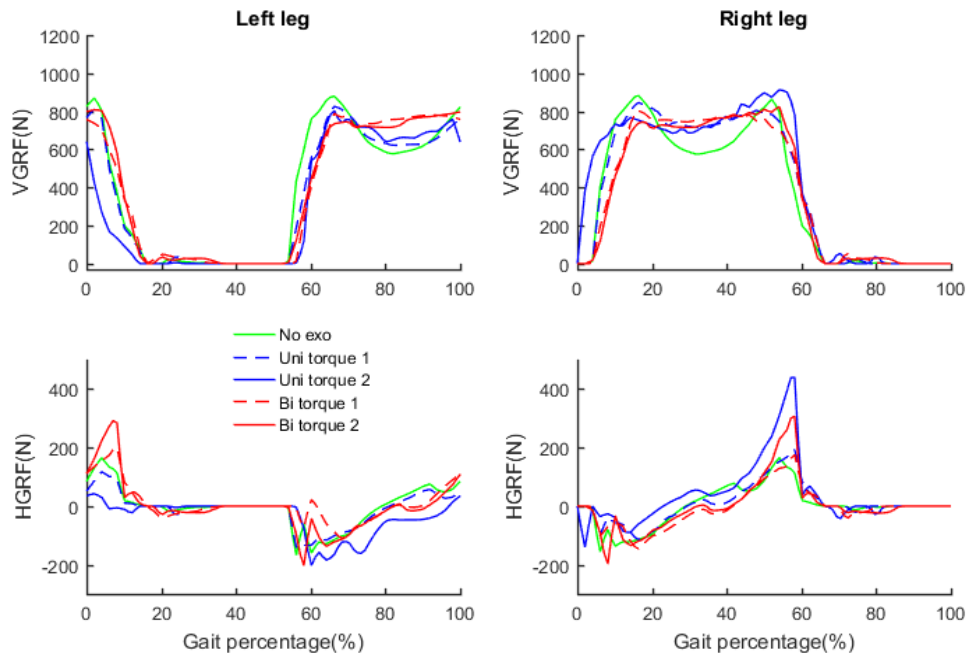 Left leg
Right leg
1200
1000
800
600
400
200
0
VGRF(N)
0 20 40 60 80 100
1200
1000
800
600
400
200
0
VGRF(N)
0 20 40 60 80 100
No exo
Uni torque 1
Uni torque 2
Bi torque 1
Bi torque 2
400
200
0
-200
HGRF(N)
0 20 40 60 80 100
Gait percentage(%)
400
200
0
-200
HGRF(N)
0 20 40 60 80 100
Gait percentage(%)